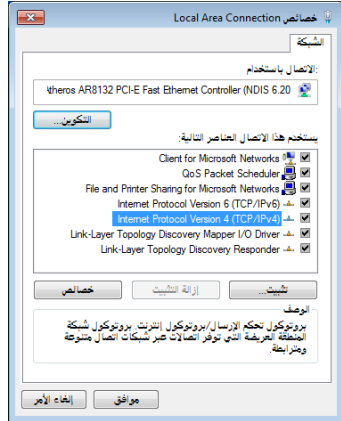 خصائص Local Area Connection
الشبكة
الاتصال باستخدام:
Atheros AR8132 PCI-E Fast Ethernet Controller (NDIS 6.20
التكوين...
يستخدم هذا الاتصال العناصر التالية:
Client for Microsoft Networks
QoS Packet Scheduler
File and Printer Sharing for Microsoft Networks
Internet Protocol Version 6 (TCP/IPv6)
Internet Protocol Version 4 (TCP/IPv4)
Link-Layer Topology Discovery Mapper I/O Driver
Link-Layer Topology Discovery Responder
تثبيت... إزالة التثبيت خصائص
الوصف
بروتوكول تحكم الإرسال/بروتوكول إنترنت. بروتوكول شبكة
المنطقة العريضة التي توفر اتصالات عبر شبكات اتصال متنوعة
ومترابطة.
موافق إلغاء الأمر